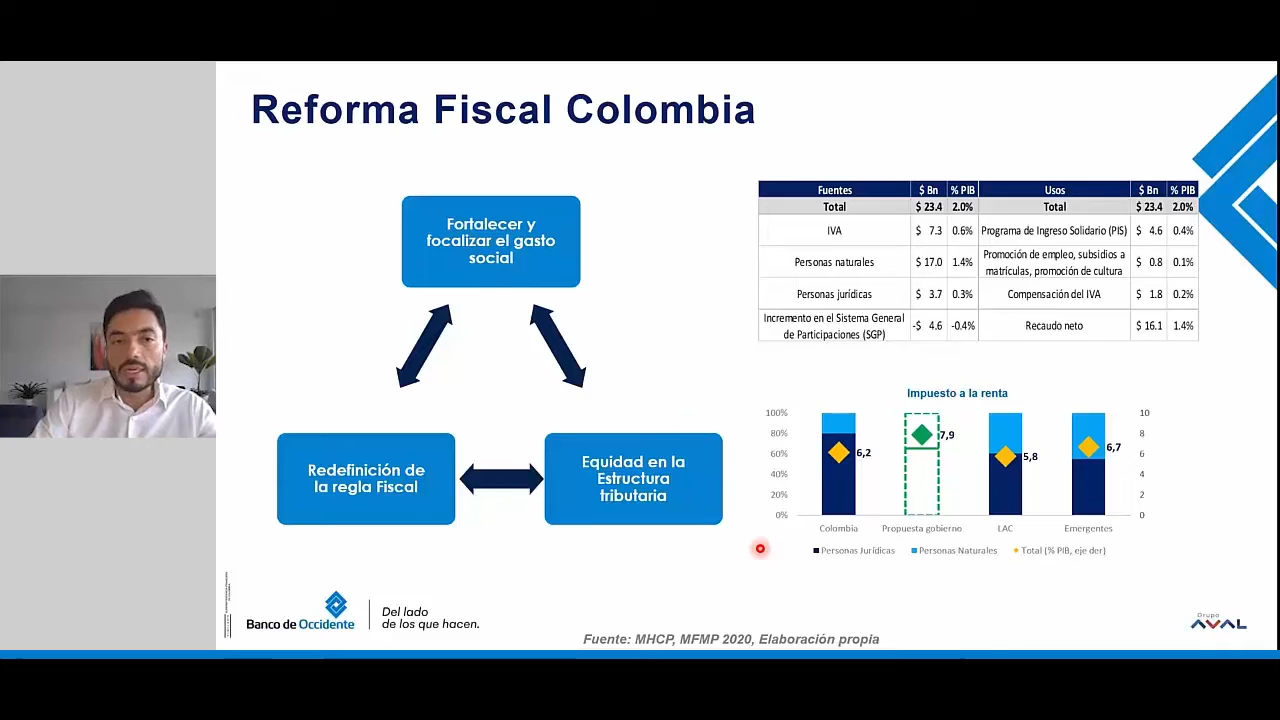 Reforma Fiscal Colombia
Fortalecer y
focalizar el gasto
social
Redefinición de
la regla Fiscal
Equidad en la
Estructura
tributaria
Fuentes $ Bn % PIB Usos $ Bn % PIB
Total $ 23.4 2.0% Total $ 23.4 2.0%
IVA $ 7.3 0.6% Programa de Ingreso Solidario (PIS) $ 4.6 0.4%
Personas naturales $ 17.0 1.4% Promoción de empleo, subsidios a
matrículas, promoción de cultura $ 0.8 0.1%
Personas jurídicas $ 3.7 0.3% Compensación del IVA $ 1.8 0.2%
Incremento en el Sistema General
de Participaciones (SGP) -$ 4.6 -0.4% Recaudo neto $ 16.1 1.4%
Impuesto a la renta
100% 10
80% 8
60% 6
40% 4
20% 2
0% 0
6,2 7,9 5,8 6,7
Colombia Propuesta gobierno LAC Emergentes
Personas Jurídicas Personas Naturales Total (% PIB, eje der)
Banco de Occidente
Del lado
de los que hacen.
Fuente: MHCP, MFMP 2020, Elaboración propia
Grupo
AVAL